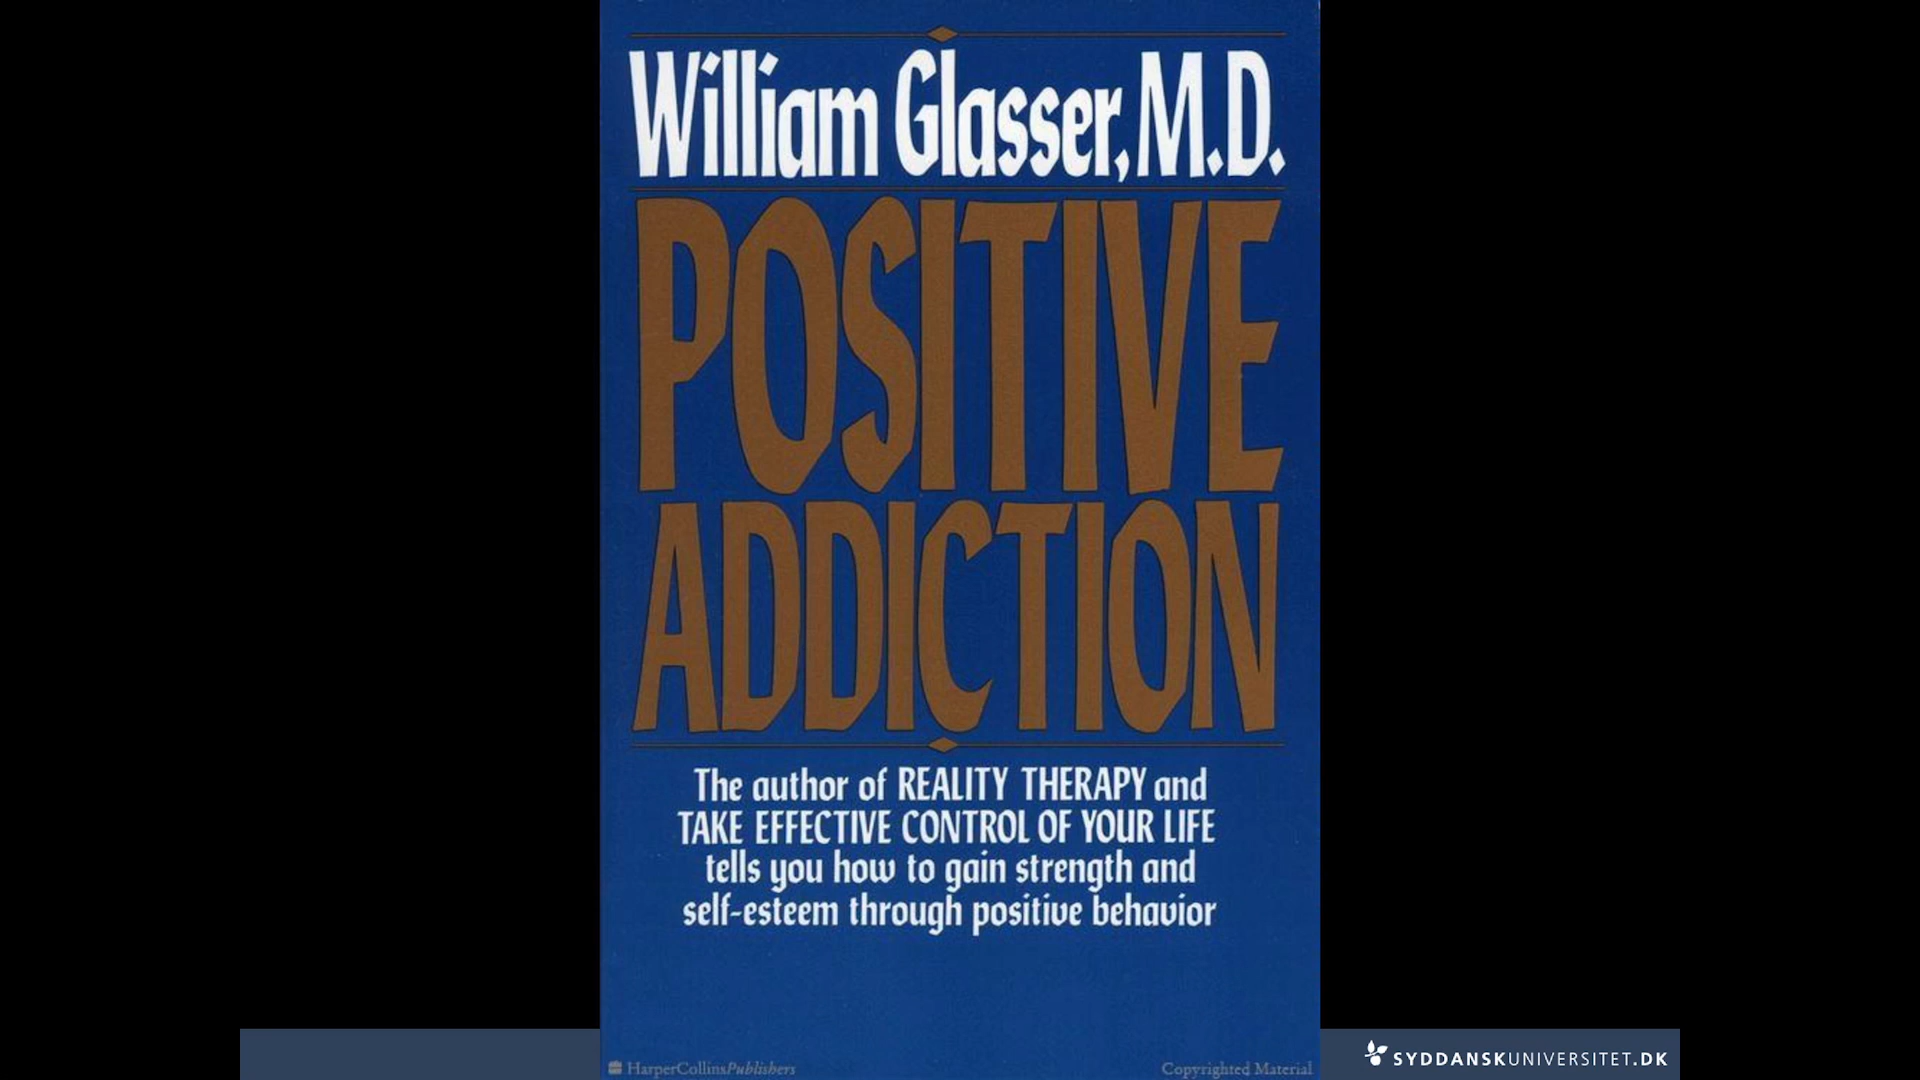 William Glasser, M.D.
POSITIVE
ADDICTION
The author of REALITY THERAPY and
TAKE EFFECTIVE CONTROL OF YOUR LIFE
tells you how to gain strength and
self-esteem through positive behavior
HarperCollinsPublishers
Copyrighted Material
SYDDANSKUNIVERSITET.DK